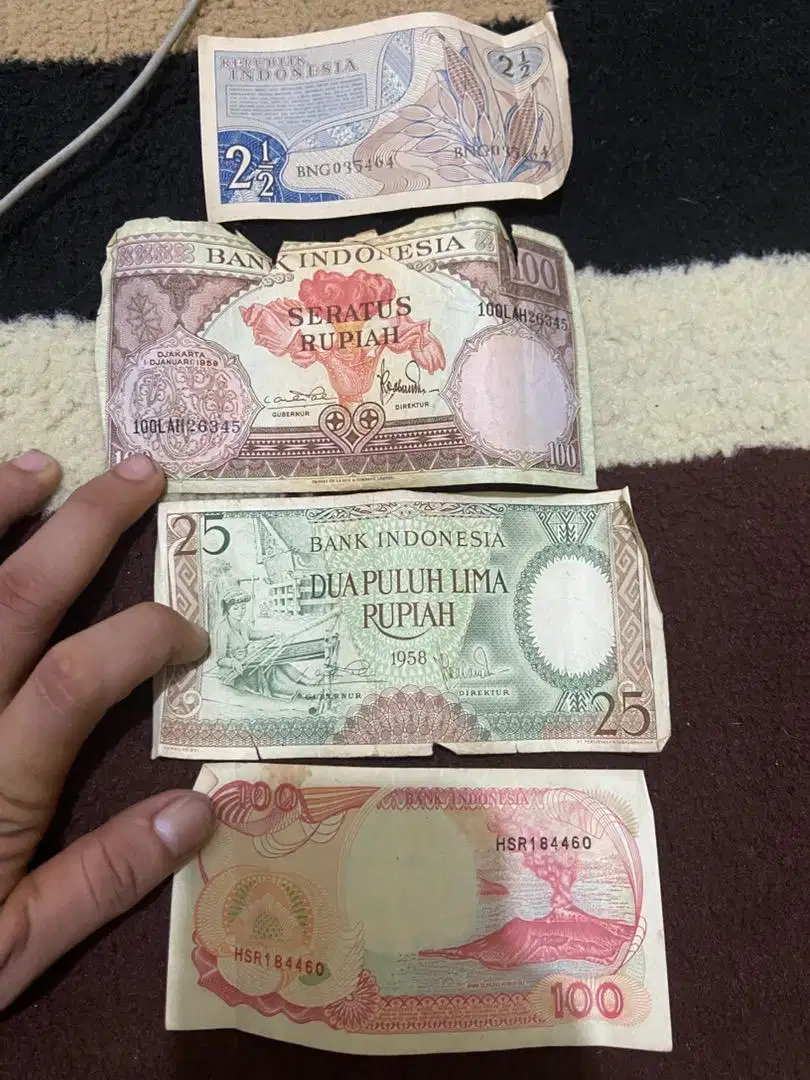 REPUBLIK
INDONESIA
2½
2½
BNG035464
BNG035464
BANK INDONESIA
100
SERATUS
RUPIAH
100LAH26345
DJAKARTA
1 DJANUARI 1959
GUBERNUR
DIREKTUR
100LAH26345
100
100
25
BANK INDONESIA
DUA PULUH LIMA
RUPIAH
1958
GUBERNUR
DIREKTUR
25
100
BANK INDONESIA
HSR184460
HSR184460
100